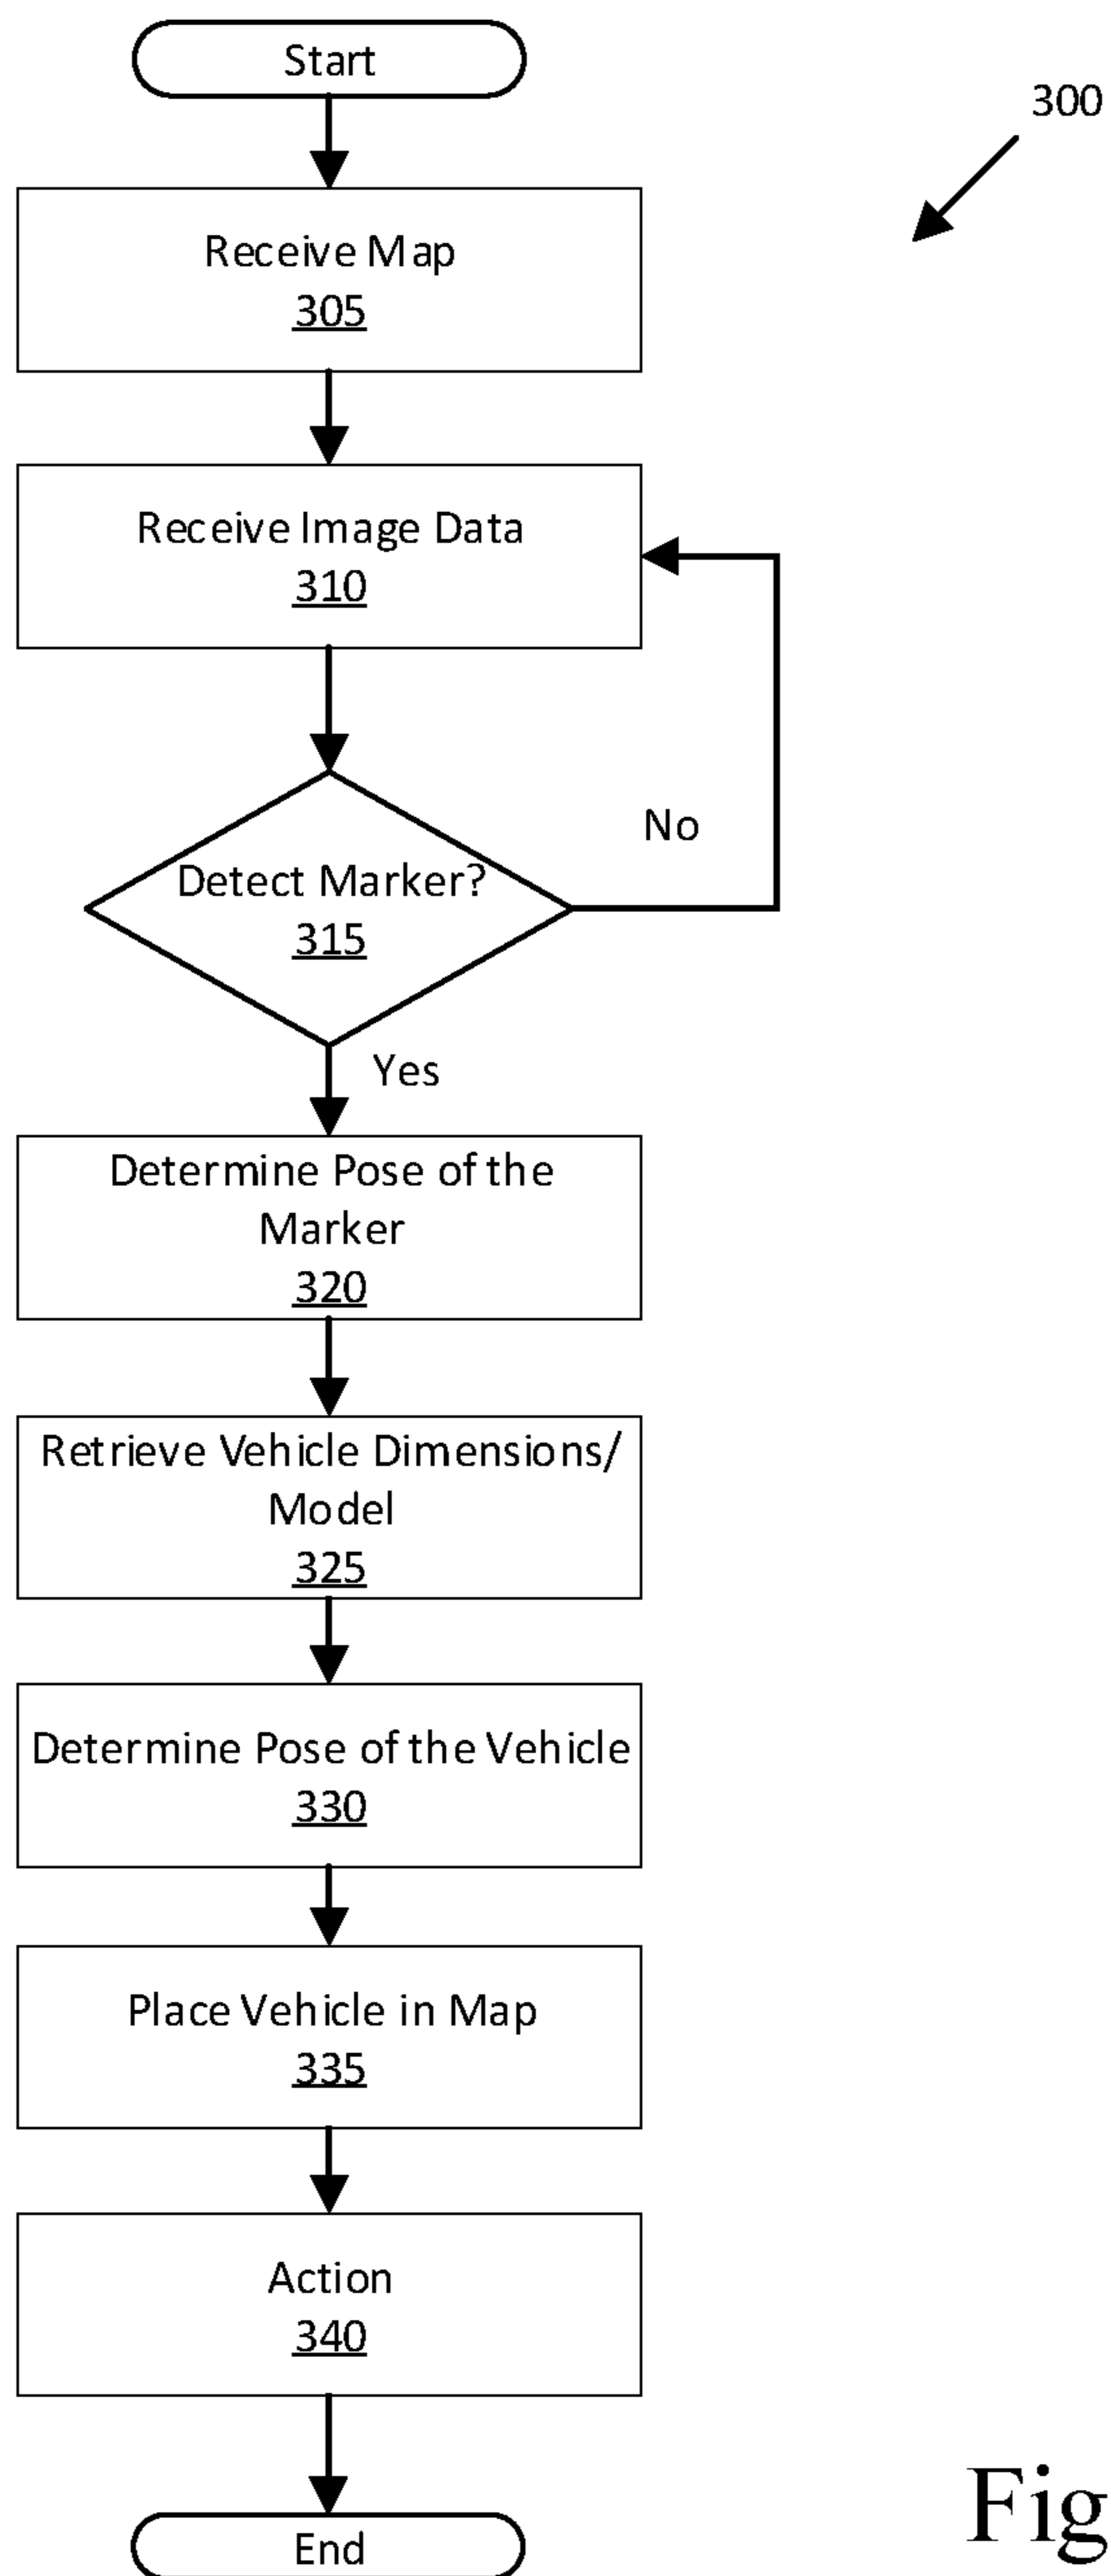 Start
300
Receive Map
305
Receive Image Data
310
No
Detect Marker?
315
Yes
Determine Pose of the
Marker
320
Retrieve Vehicle Dimensions/
Model
325
Determine Pose of the Vehicle
330
Place Vehicle in Map
335
Action
340
Fig
End